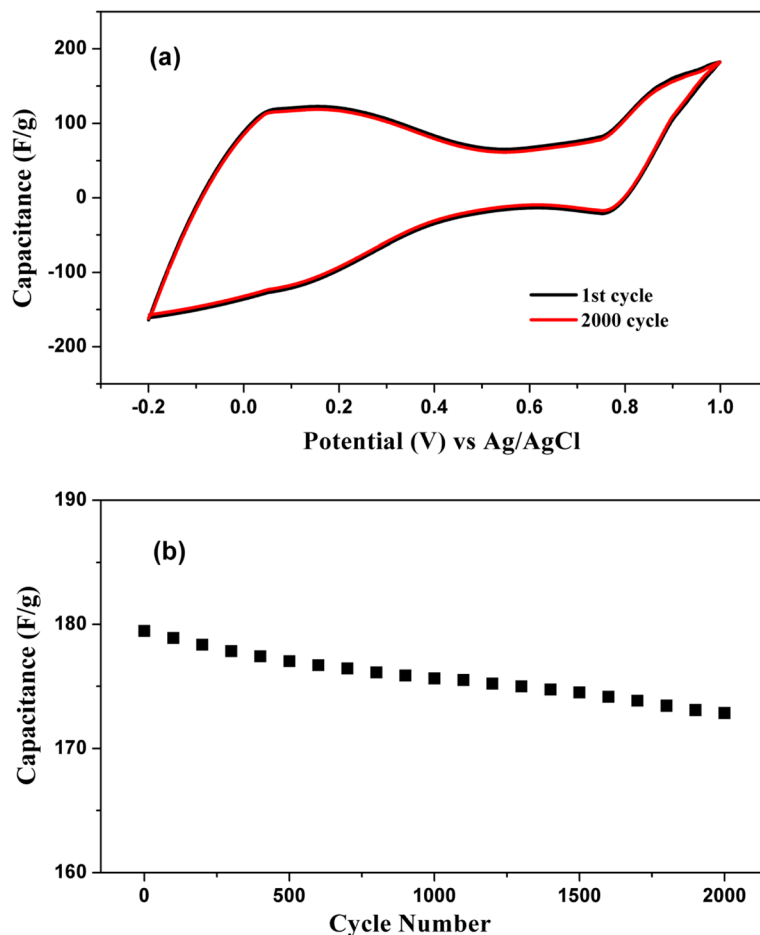 (a)
Capacitance (F/g)
200
100
0
-100
-200
1st cycle
2000 cycle
-0.2 0.0 0.2 0.4 0.6 0.8 1.0
Potential (V) vs Ag/AgCl
(b)
Capacitance (F/g)
190
180
170
160
0 500 1000 1500 2000
Cycle Number